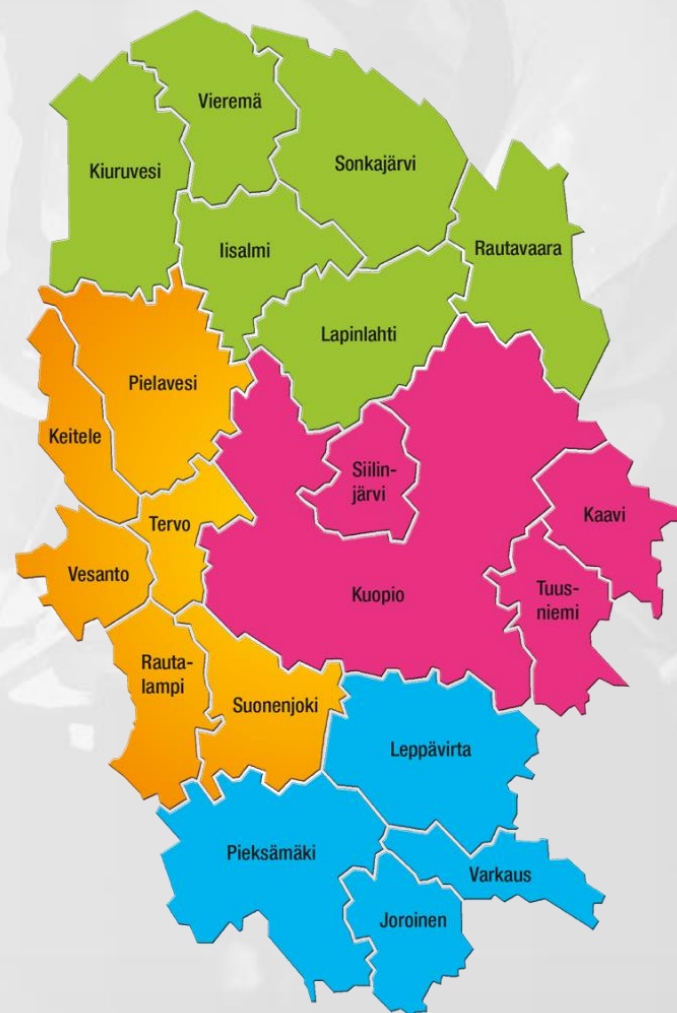 Vieremä
Kiuruvesi
Sonkajärvi
Iisalmi
Rautavaara
Lapinlahti
Pielavesi
Keitele
Siilin-
järvi
Kaavi
Tervo
Vesanto
Kuopio
Tuus-
niemi
Rauta-
lampi
Suonenjoki
Leppävirta
Pieksämäki
Varkaus
Joroinen